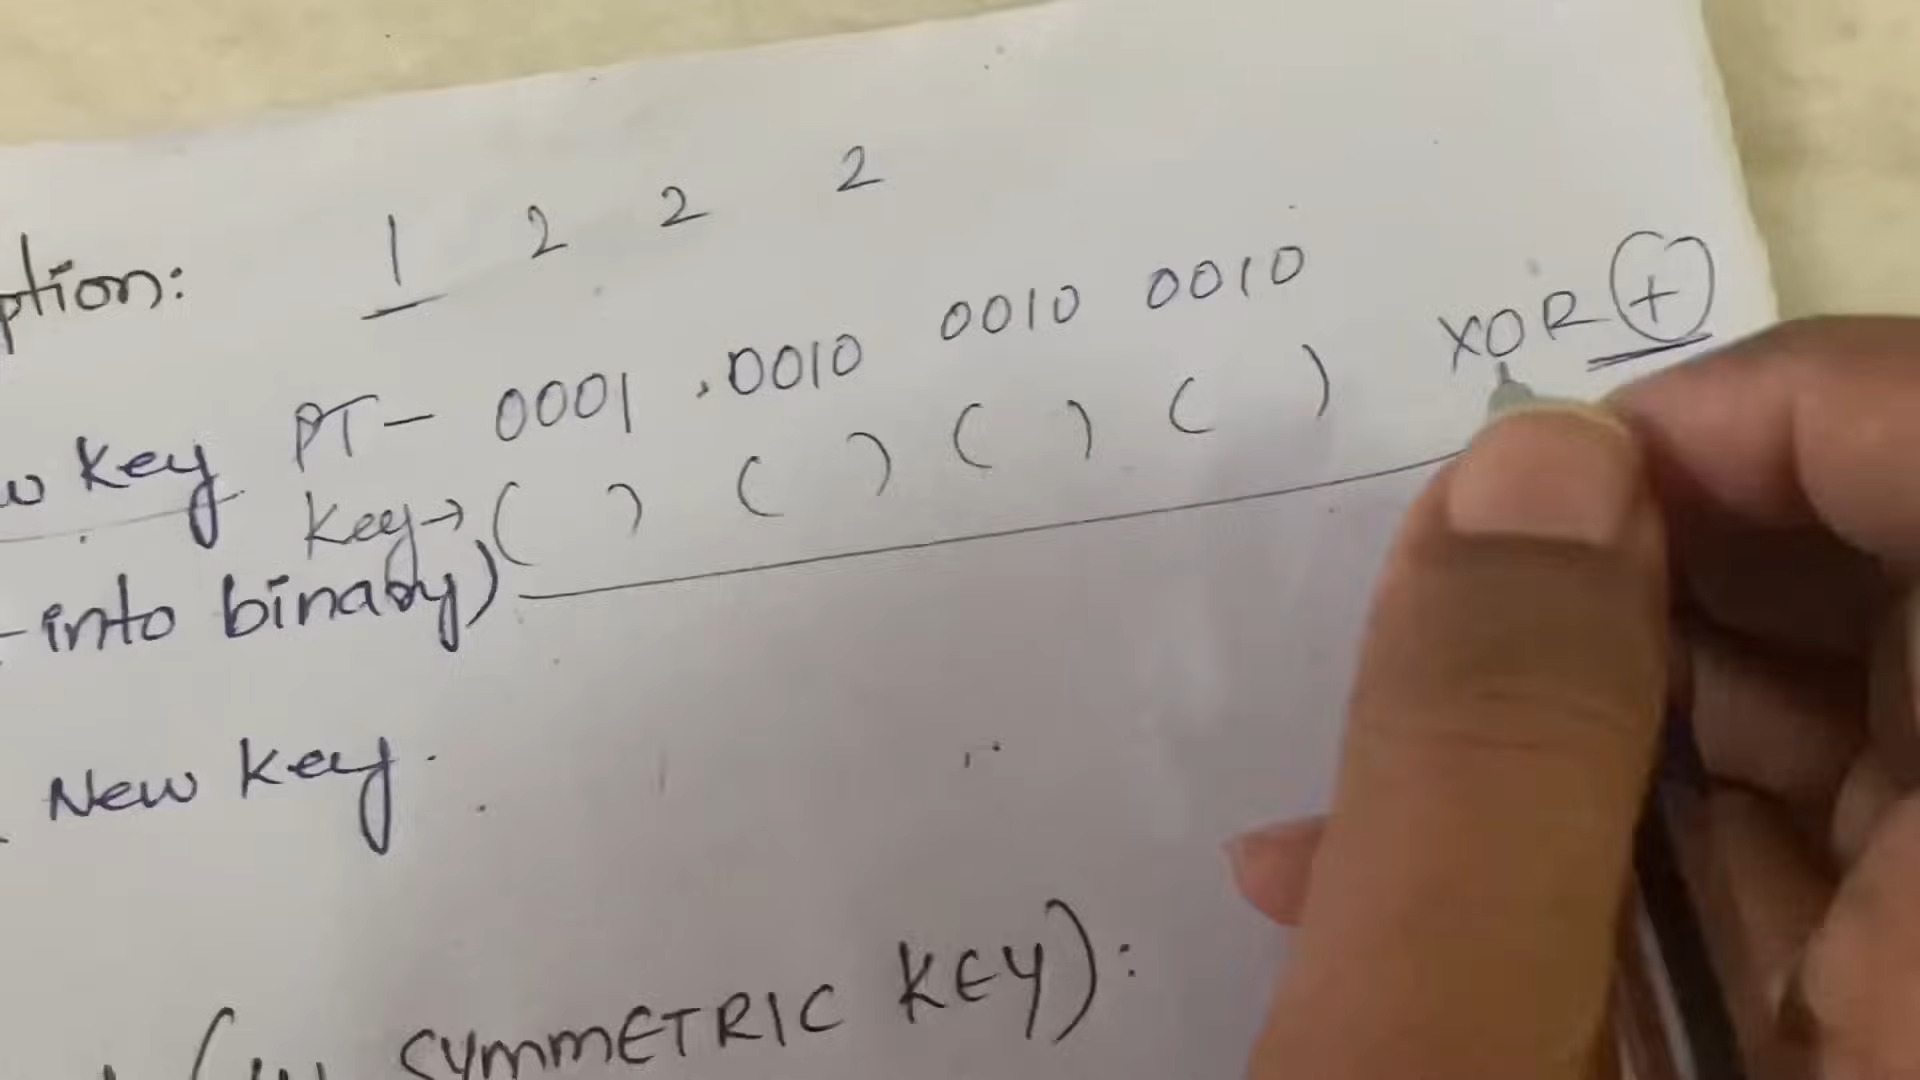 ption: 1 2 2 2
w key PT - 0001 .0010 0010 0010 XOR ⊕
key → ( ) ( ) ( ) ( )
- into binary)
New key.
SYMMETRIC KEY):